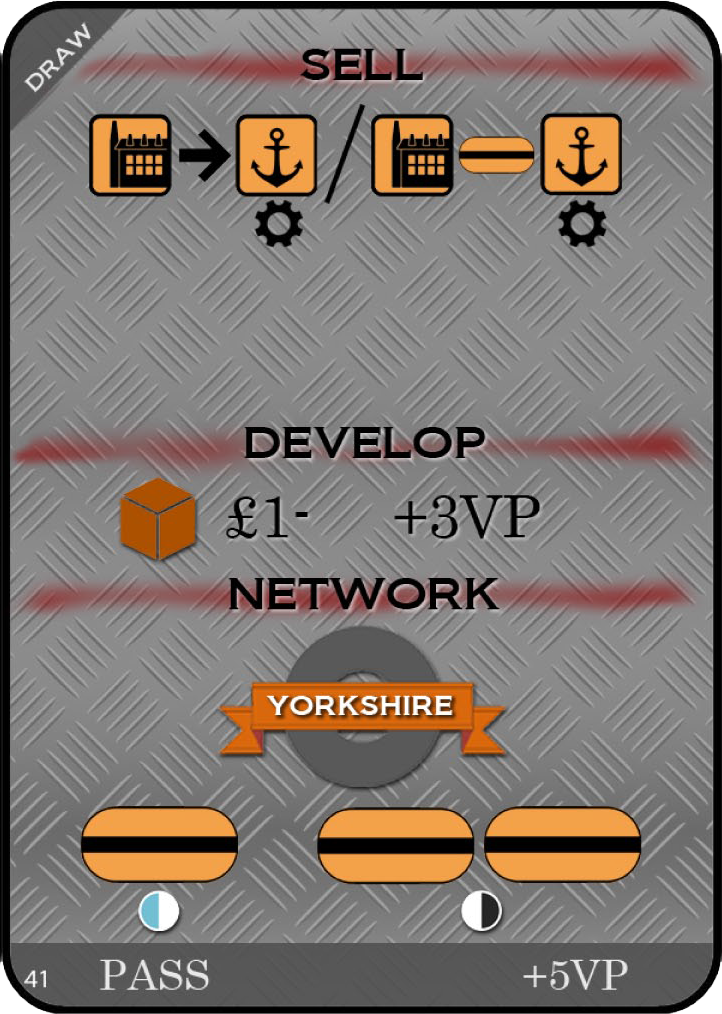 DRAW
SELL
DEVELOP
£1- +3VP
NETWORK
YORKSHIRE
41 PASS +5VP